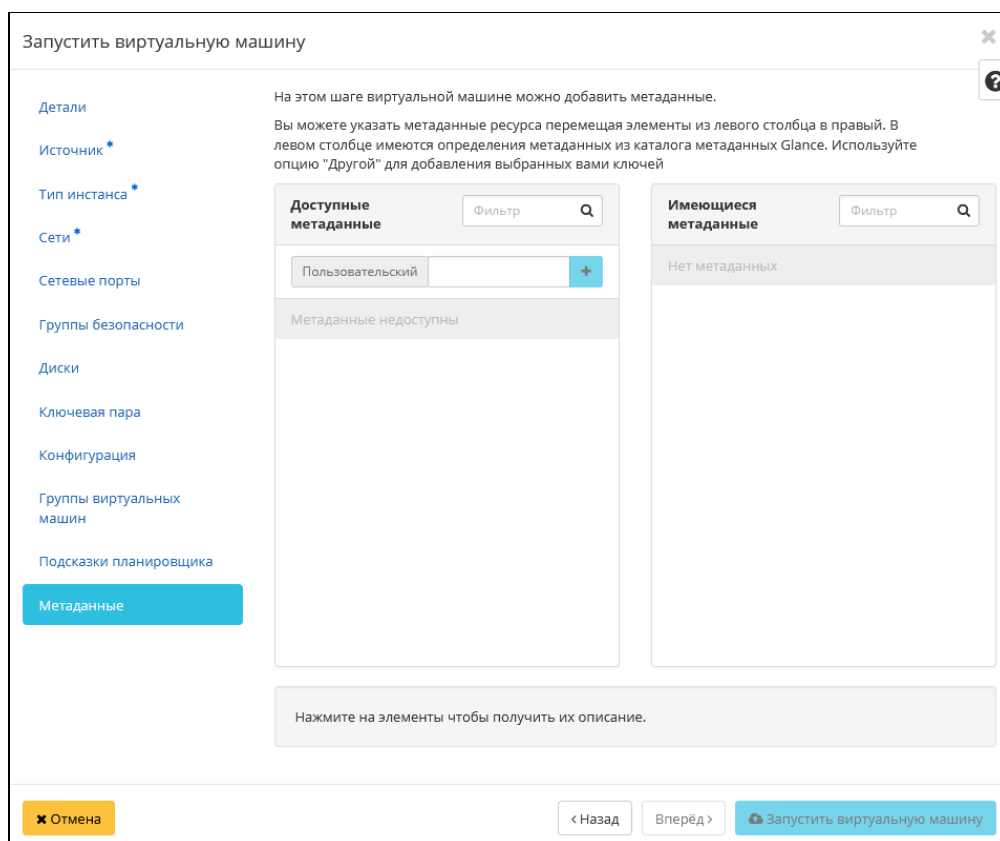 Запустить виртуальную машину
Детали
Источник *
Тип инстанса *
Сети *
Сетевые порты
Группы безопасности
Диски
Ключевая пара
Конфигурация
Группы виртуальных
машин
Подсказки планировщика
Метаданные
На этом шаге виртуальной машине можно добавить метаданные.
Вы можете указать метаданные ресурса перемещая элементы из левого столбца в правый. В
левом столбце имеются определения метаданных из каталога метаданных Glance. Используйте
опцию "Другой" для добавления выбранных вами ключей
Доступные
метаданные
Фильтр
Пользовательский
Метаданные недоступны
Имеющиеся
метаданные
Фильтр
Нет метаданных
Нажмите на элементы чтобы получить их описание.
Отмена
< Назад
Вперёд >
Запустить виртуальную машину